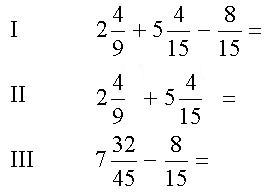 I 2 4/9 + 5 4/15 − 8/15 =
II 2 4/9 + 5 4/15 =
III 7 32/45 − 8/15 =